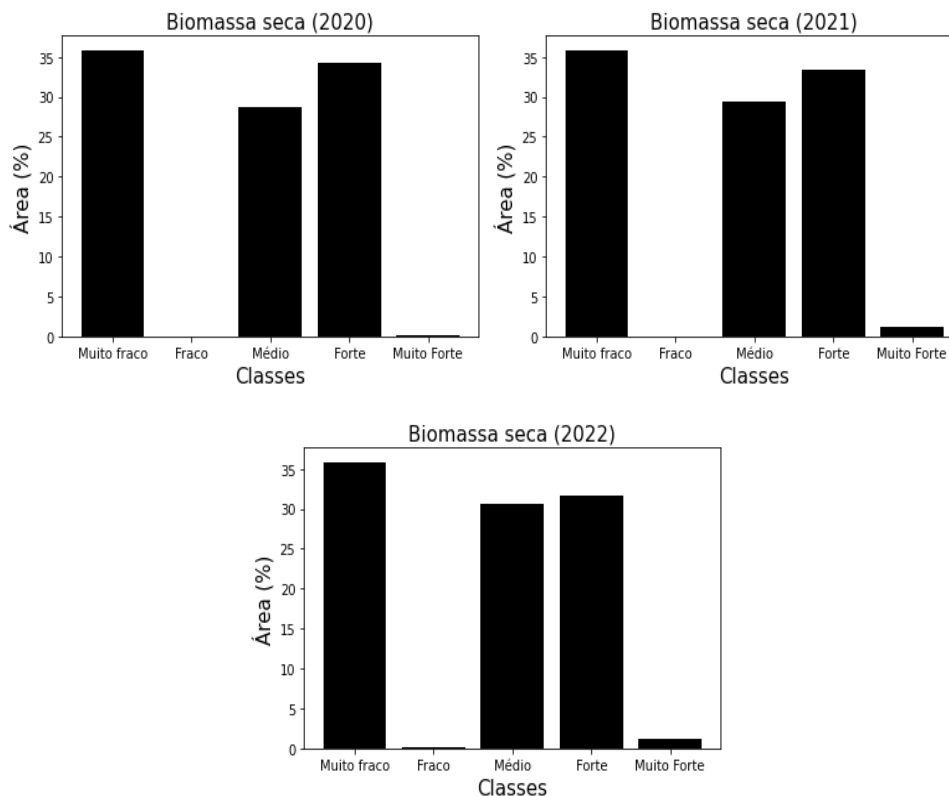 Biomassa seca (2020)
Área (%)
35
30
25
20
15
10
5
0
Muito fraco Fraco Médio Forte Muito Forte
Classes
Biomassa seca (2021)
Área (%)
35
30
25
20
15
10
5
0
Muito fraco Fraco Médio Forte Muito Forte
Classes
Biomassa seca (2022)
Área (%)
35
30
25
20
15
10
5
0
Muito fraco Fraco Médio Forte Muito Forte
Classes